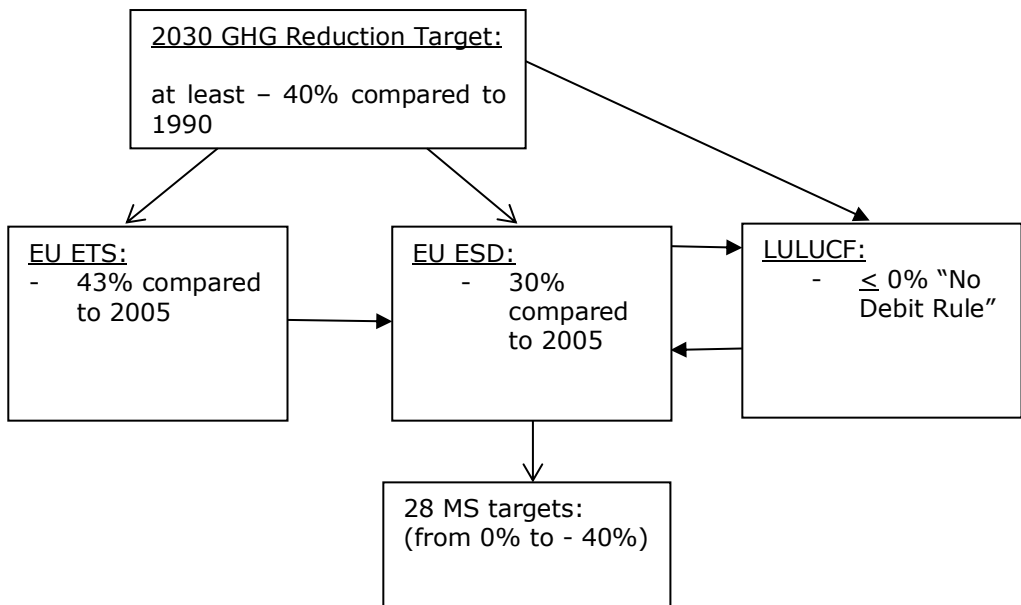 2030 GHG Reduction Target:
at least – 40% compared to
1990
EU ETS:
- 43% compared
to 2005
EU ESD:
- 30%
compared
to 2005
LULUCF:
- ≤ 0% “No
Debit Rule”
28 MS targets:
(from 0% to - 40%)